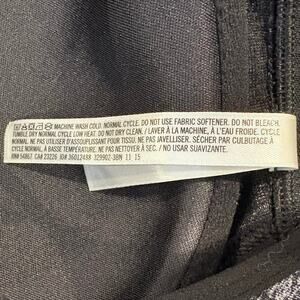 MACHINE WASH COLD. NORMAL CYCLE. DO NOT USE FABRIC SOFTENER. DO NOT BLEACH.
TUMBLE DRY NORMAL CYCLE LOW HEAT. DO NOT DRY CLEAN. / LAVER À LA MACHINE, À L'EAU FROIDE. CYCLE
NORMAL. NE PAS UTILISER D'ASSOUPLISSANT POUR TISSU. NE PAS JAVELLISER. SÉCHER PAR CULBUTAGE À
CYCLE NORMAL, À BASSE TEMPÉRATURE. NE PAS NETTOYER À SEC. / NO USAR SUAVIZANTE.
RN# 54867 CA# 23226 ID# 36013498 329902-3BN 11 15